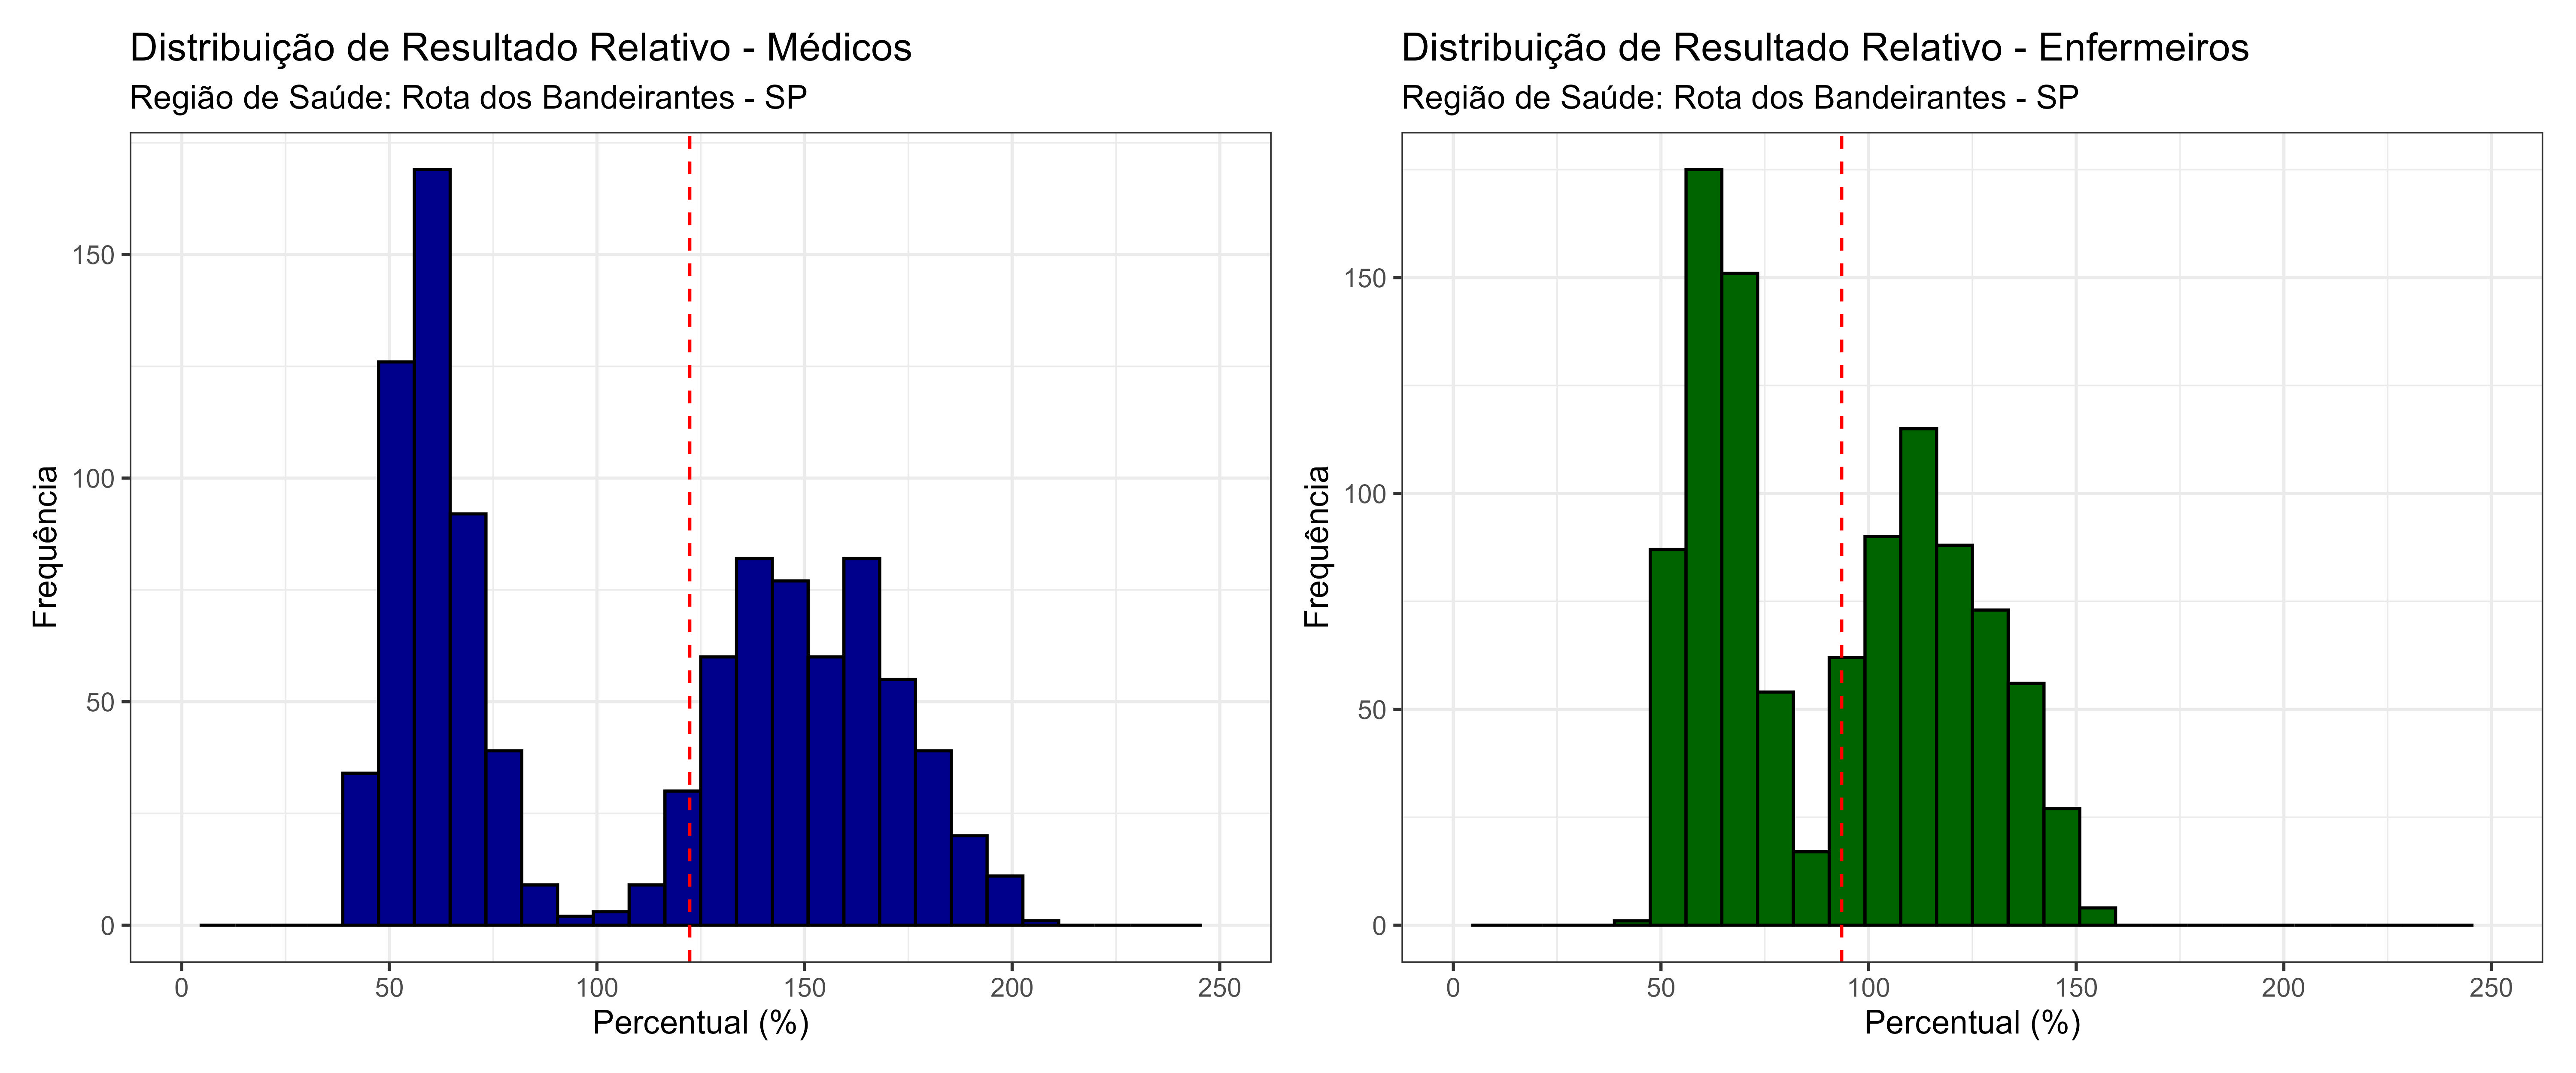 Distribuição de Resultado Relativo - Médicos
Região de Saúde: Rota dos Bandeirantes - SP
Frequência
150
100
50
0
0 50 100 150 200 250
Percentual (%)
Distribuição de Resultado Relativo - Enfermeiros
Região de Saúde: Rota dos Bandeirantes - SP
Frequência
150
100
50
0
0 50 100 150 200 250
Percentual (%)